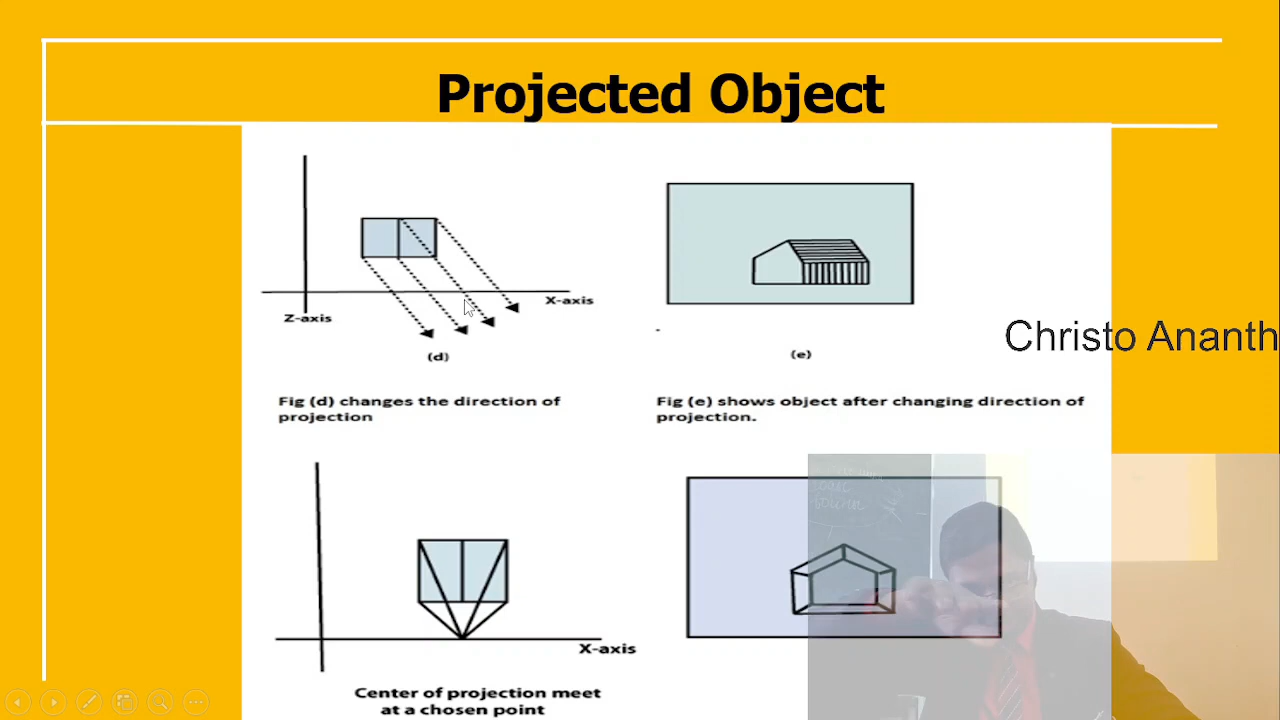 Projected Object
X-axis
Z-axis
(d)
(e)
Christo Ananth
Fig (d) changes the direction of
projection
Fig (e) shows object after changing direction of
projection.
X-axis
Center of projection meet
at a chosen point